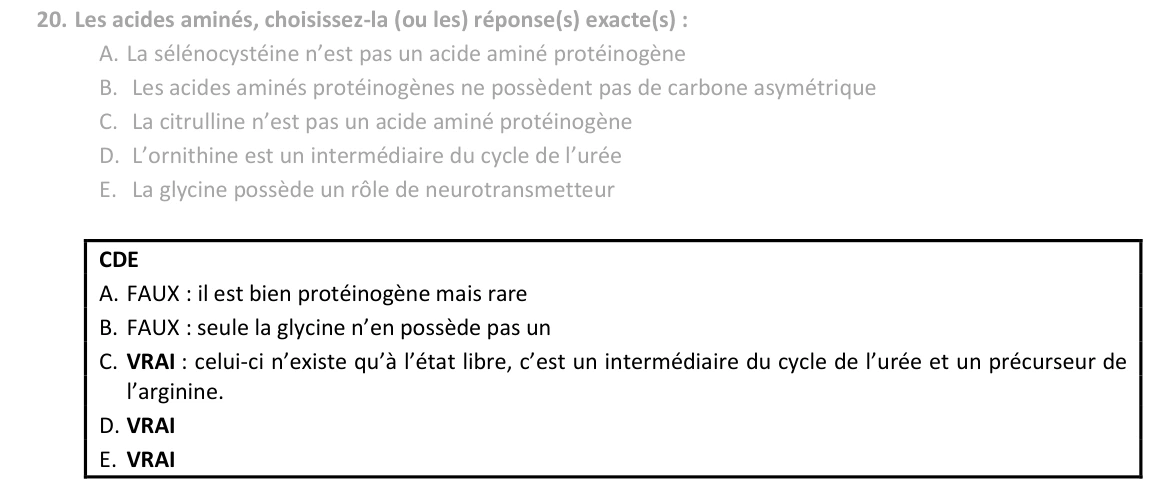 20. Les acides aminés, choisissez-la (ou les) réponse(s) exacte(s) :
A. La sélénocystéine n’est pas un acide aminé protéinogène
B. Les acides aminés protéinogènes ne possèdent pas de carbone asymétrique
C. La citrulline n’est pas un acide aminé protéinogène
D. L’ornithine est un intermédiaire du cycle de l’urée
E. La glycine possède un rôle de neurotransmetteur
CDE
A. FAUX : il est bien protéinogène mais rare
B. FAUX : seule la glycine n’en possède pas un
C. VRAI : celui-ci n’existe qu’à l’état libre, c’est un intermédiaire du cycle de l’urée et un précurseur de
l’arginine.
D. VRAI
E. VRAI